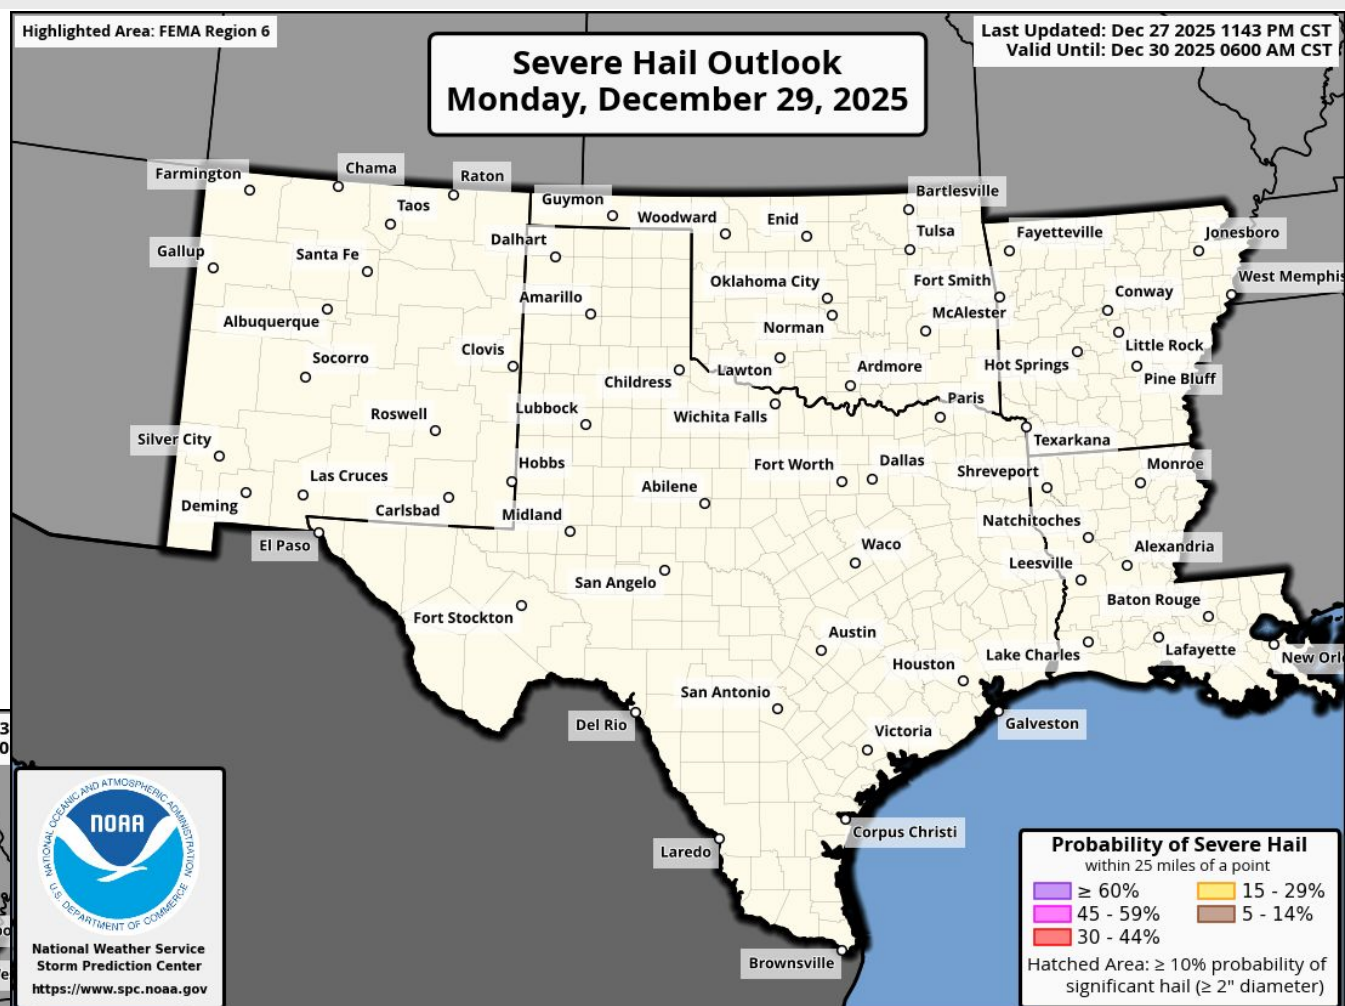 Highlighted Area: FEMA Region 6
Severe Hail Outlook
Monday, December 29, 2025
Last Updated: Dec 27 2025 1143 PM CST
Valid Until: Dec 30 2025 0600 AM CST
Farmington
Chama
Raton
Taos
Guymon
Woodward
Enid
Bartlesville
Tulsa
Fayetteville
Jonesboro
Gallup
Santa Fe
Dalhart
Oklahoma City
Fort Smith
West Memphis
Albuquerque
Amarillo
Norman
McAlester
Conway
Little Rock
Socorro
Clovis
Childress
Lawton
Ardmore
Hot Springs
Pine Bluff
Roswell
Lubbock
Wichita Falls
Paris
Texarkana
Silver City
Las Cruces
Hobbs
Abilene
Fort Worth
Dallas
Shreveport
Monroe
Deming
Carlsbad
Midland
Natchitoches
El Paso
Waco
Leesville
Alexandria
San Angelo
Fort Stockton
Austin
Baton Rouge
Houston
Lake Charles
Lafayette
New Orl
San Antonio
Del Rio
Victoria
Galveston
Laredo
Corpus Christi
Brownsville
3
0
NATIONAL OCEANIC AND ATMOSPHERIC ADMINISTRATION
NOAA
U.S. DEPARTMENT OF COMMERCE
National Weather Service
Storm Prediction Center
https://www.spc.noaa.gov
Probability of Severe Hail
within 25 miles of a point
≥ 60%
15 - 29%
45 - 59%
5 - 14%
30 - 44%
Hatched Area: ≥ 10% probability of
significant hail (≥ 2" diameter)